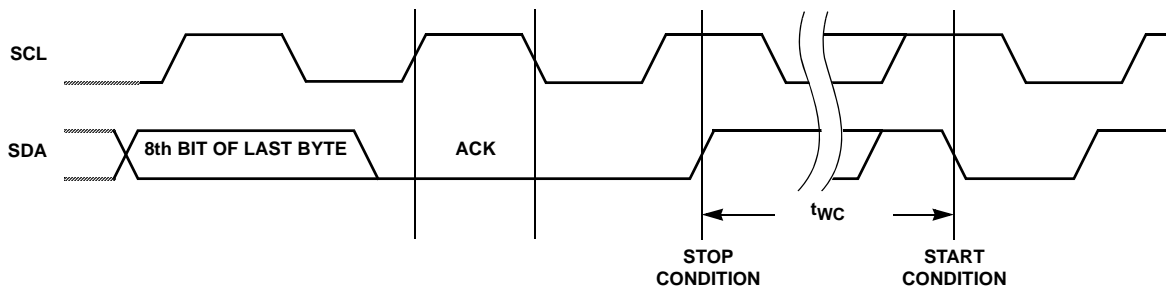 SCL
SDA
8th BIT OF LAST BYTE
ACK
tWC
STOP
CONDITION
START
CONDITION